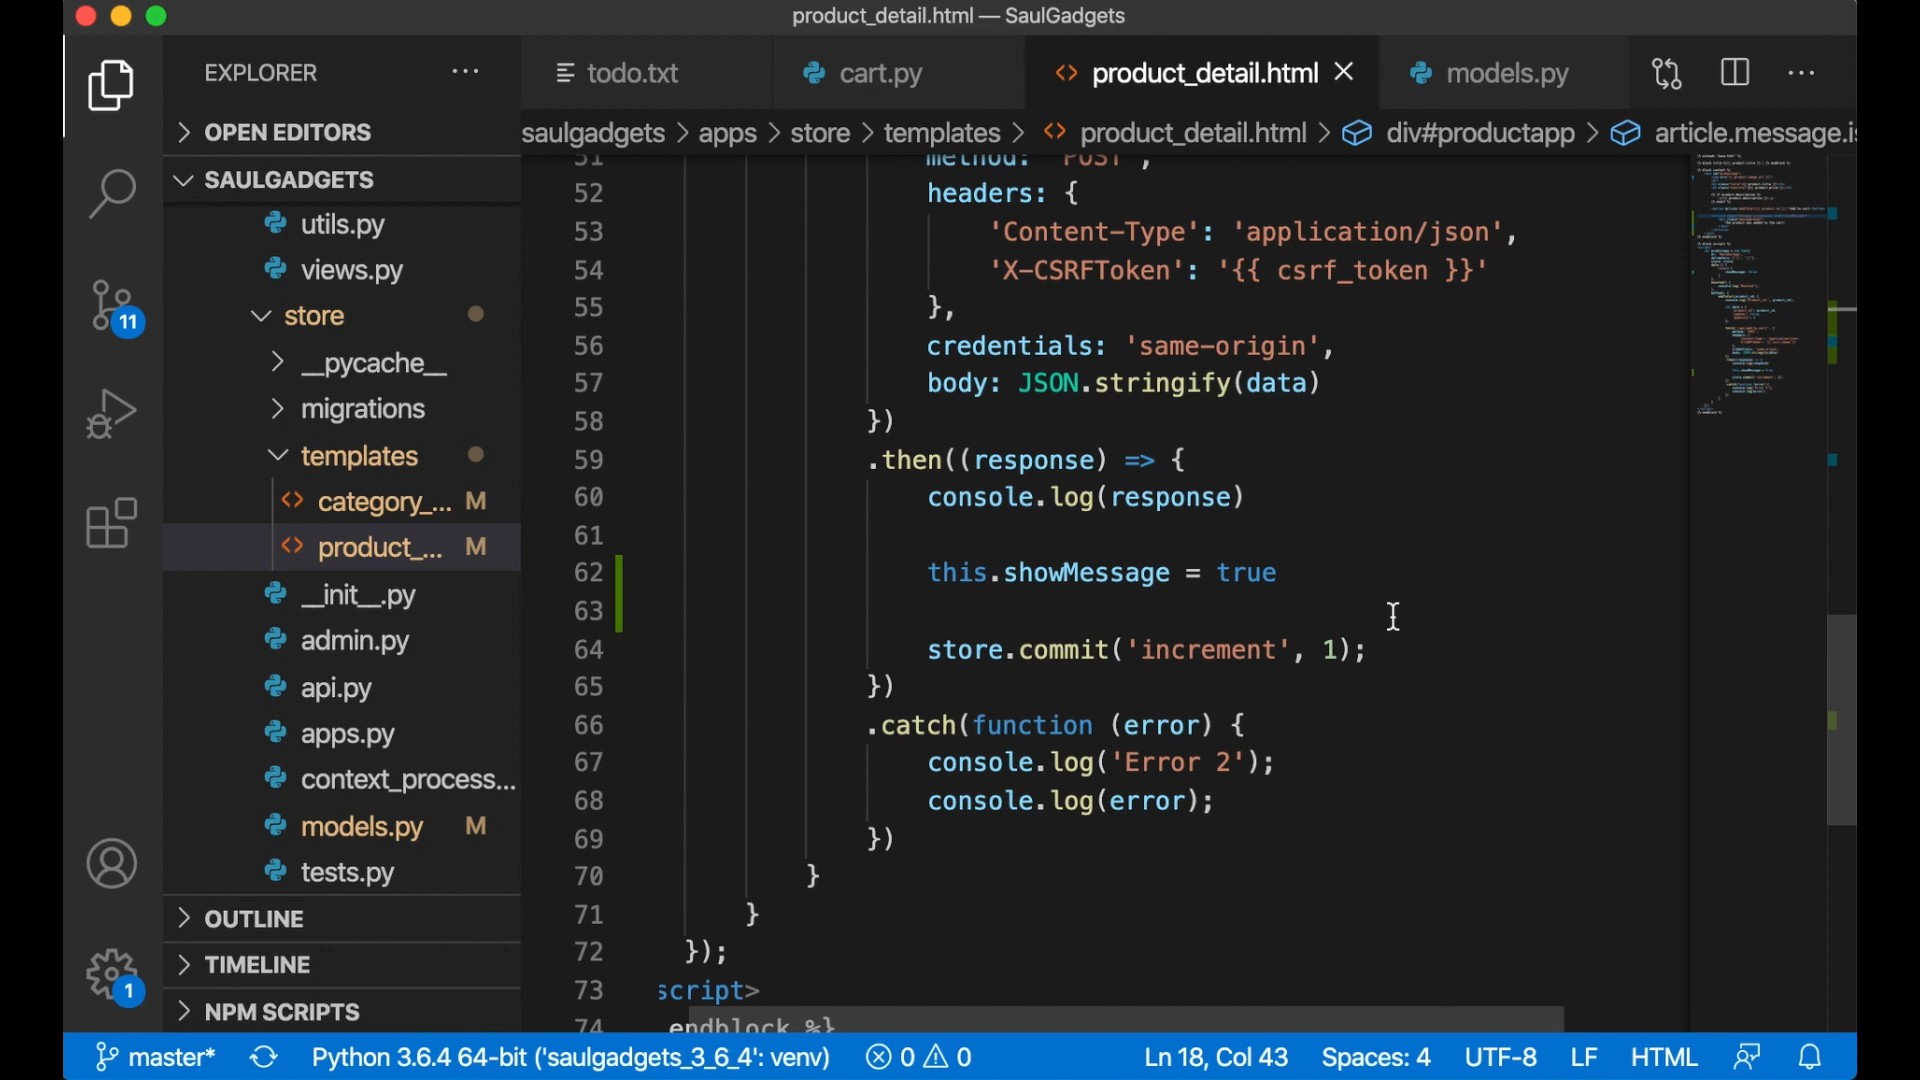 product_detail.html — SaulGadgets
EXPLORER
todo.txt
cart.py
product_detail.html
models.py
OPEN EDITORS
saulgadgets > apps > store > templates > product_detail.html > div#productapp > article.message.is
SAULGADGETS
utils.py
views.py
store
__pycache__
migrations
templates
category_... M
product_... M
__init__.py
admin.py
api.py
apps.py
context_process...
models.py M
tests.py
OUTLINE
TIMELINE
NPM SCRIPTS
11
1
51 method: 'POST',
52 headers: {
53 'Content-Type': 'application/json',
54 'X-CSRFToken': '{{ csrf_token }}'
55 },
56 credentials: 'same-origin',
57 body: JSON.stringify(data)
58 })
59 .then((response) => {
60 console.log(response)
61
62 this.showMessage = true
63
64 store.commit('increment', 1);
65 })
66 .catch(function (error) {
67 console.log('Error 2');
68 console.log(error);
69 })
70 }
71 }
72 });
73 script>
74 endblock %}
master* Python 3.6.4 64-bit ('saulgadgets_3_6_4': venv) 0 0 Ln 18, Col 43 Spaces: 4 UTF-8 LF HTML